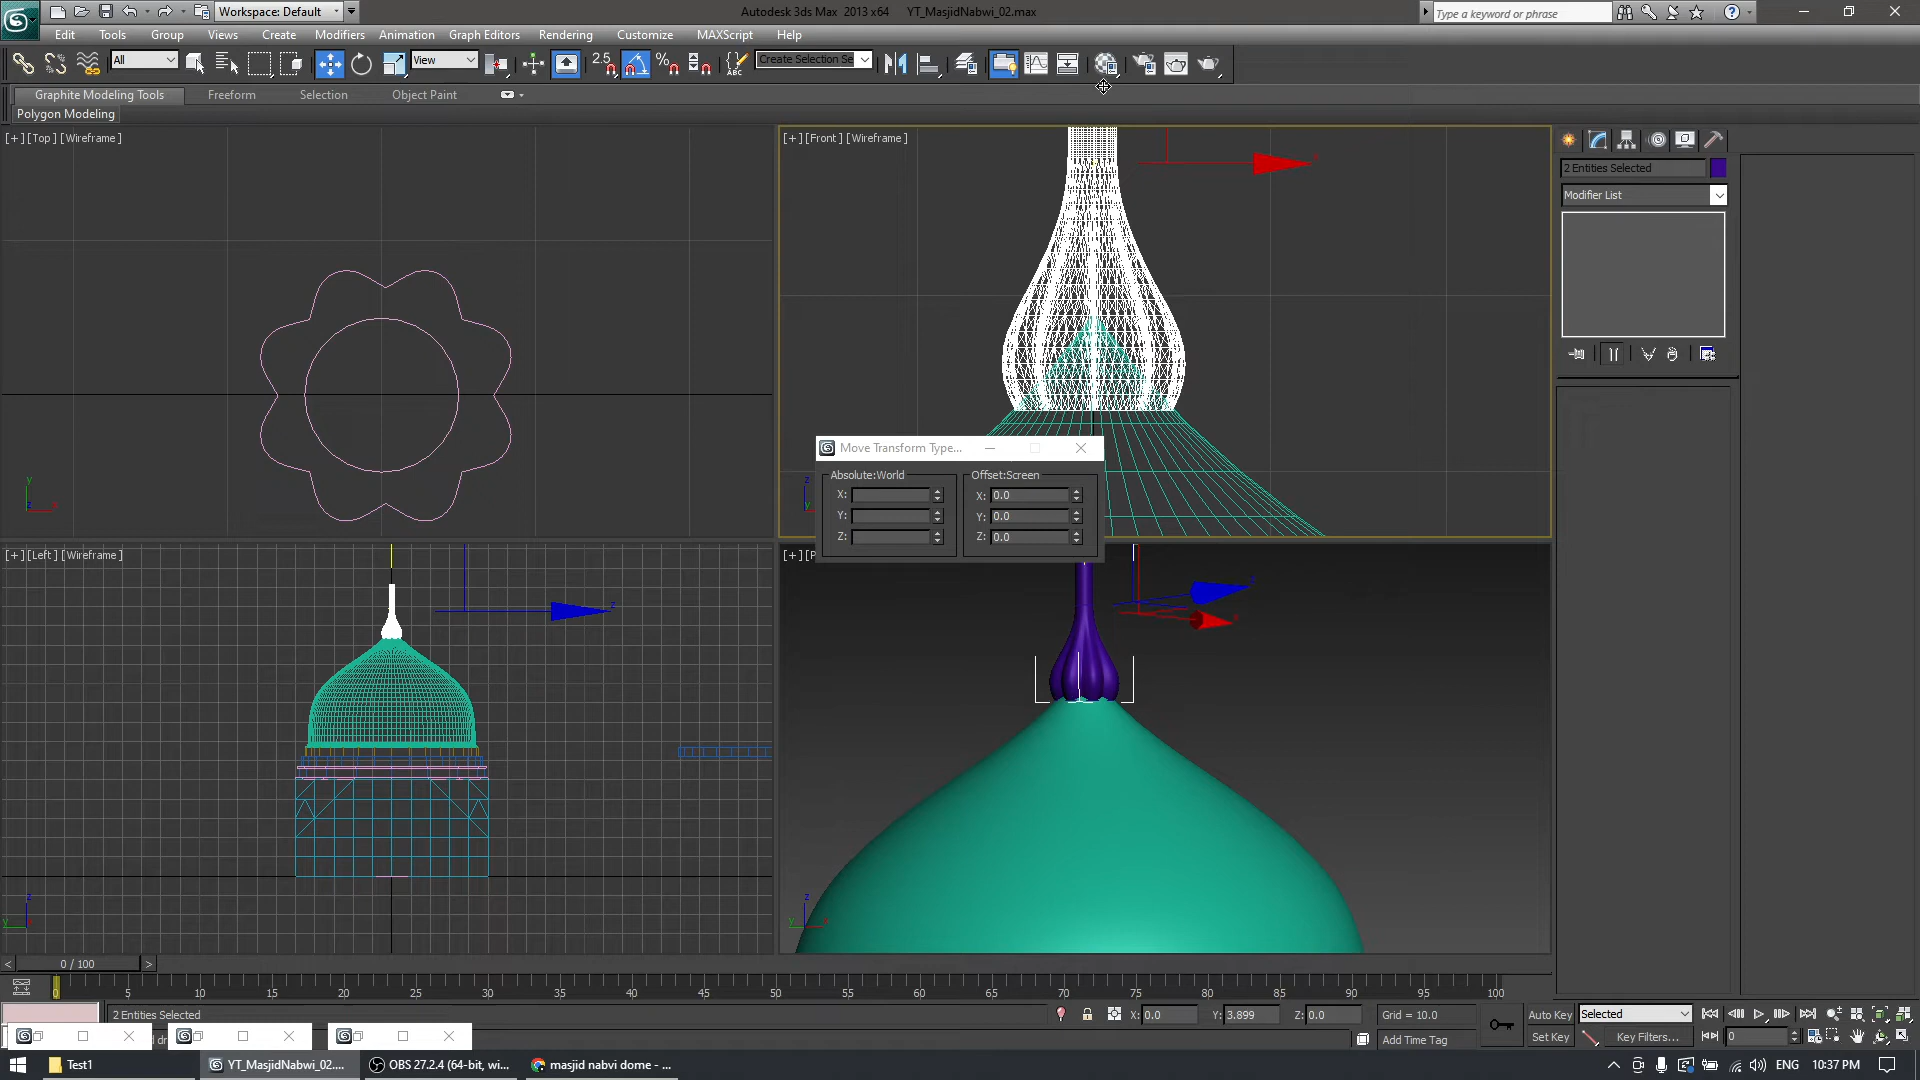 Workspace: Default
Autodesk 3ds Max 2013 x64 YT_MasjidNabwi_02.max
Type a keyword or phrase
Edit Tools Group Views Create Modifiers Animation Graph Editors Rendering Customize MAXScript Help
All
View
2.5
Create Selection Se
Graphite Modeling Tools Freeform Selection Object Paint
Polygon Modeling
[+][Top][Wireframe]
[+][Front][Wireframe]
2 Entities Selected
Modifier List
Move Transform Type...
Absolute:World
Offset:Screen
X:
X: 0.0
Y:
Y: 0.0
Z:
Z: 0.0
[+][Left][Wireframe]
[+][P
0 / 100
0 5 10 15 20 25 30 35 40 45 50 55 60 65 70 75 80 85 90 95 100
2 Entities Selected
X: 0.0 Y: 3.899 Z: 0.0 Grid = 10.0
Auto Key Selected
Add Time Tag
Set Key Key Filters... 0
Test1
YT_MasjidNabwi_02....
OBS 27.2.4 (64-bit, wi...
masjid nabvi dome - ...
ENG 10:37 PM